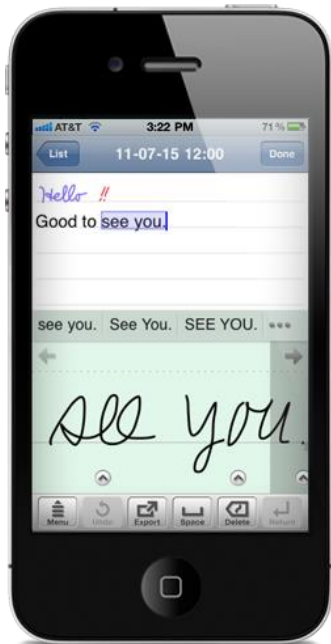 AT&T 3:22 PM 71 %
List 11-07-15 12:00 Done
Hello !!
Good to see you.
see you. See You. SEE YOU.
see you.
Menu Undo Export Space Delete Return